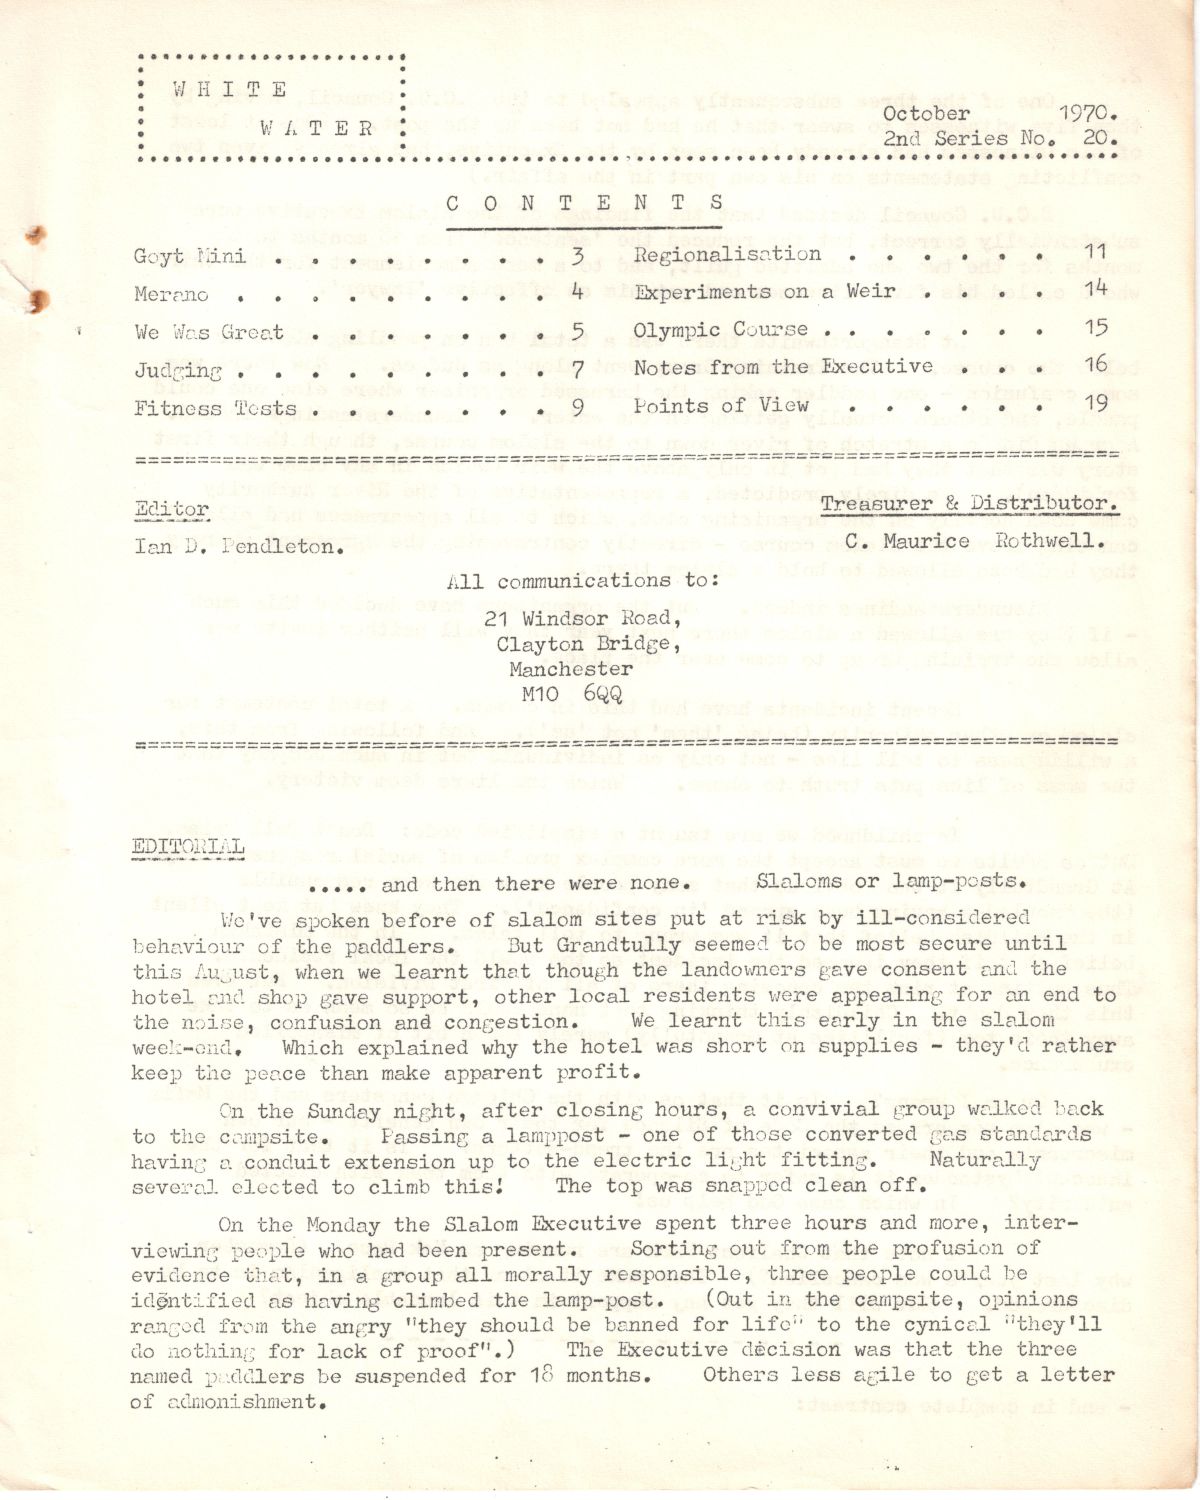 WHITE
WATER
October 1970.
2nd Series No. 20.
CONTENTS
Goyt Mini . . . . . . . . . 3
Merano . . . . . . . . . . 4
We Was Great . . . . . . . 5
Judging . . . . . . . . . . 7
Fitness Tests . . . . . . . 9
Regionalisation . . . . . . 11
Experiments on a Weir . . . . 14
Olympic Course . . . . . . . 15
Notes from the Executive . . . 16
Points of View . . . . . . 19
Editor
Ian D. Pendleton.
Treasurer & Distributor.
C. Maurice Rothwell.
All communications to:
21 Windsor Road,
Clayton Bridge,
Manchester
M10 6QQ
EDITORIAL
..... and then there were none. Slaloms or lamp-posts.
We've spoken before of slalom sites put at risk by ill-considered
behaviour of the paddlers. But Grandtully seemed to be most secure until
this August, when we learnt that though the landowners gave consent and the
hotel and shop gave support, other local residents were appealing for an end to
the noise, confusion and congestion. We learnt this early in the slalom
week-end. Which explained why the hotel was short on supplies - they'd rather
keep the peace than make apparent profit.
On the Sunday night, after closing hours, a convivial group walked back
to the campsite. Passing a lamppost - one of those converted gas standards
having a conduit extension up to the electric light fitting. Naturally
several elected to climb this! The top was snapped clean off.
On the Monday the Slalom Executive spent three hours and more, inter-
viewing people who had been present. Sorting out from the profusion of
evidence that, in a group all morally responsible, three people could be
identified as having climbed the lamp-post. (Out in the campsite, opinions
ranged from the angry "they should be banned for life" to the cynical "they'll
do nothing for lack of proof".) The Executive decision was that the three
named paddlers be suspended for 18 months. Others less agile to get a letter
of admonishment.